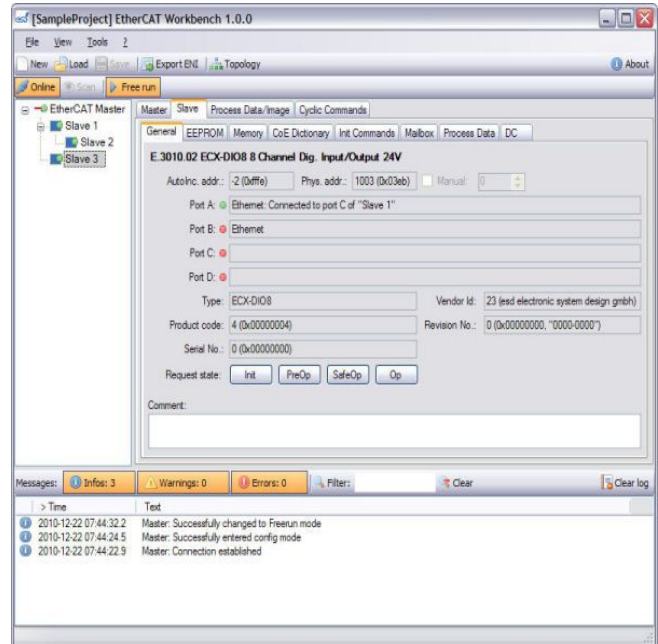 [SampleProject] EtherCAT Workbench 1.0.0
File View Tools ?
New Load Save Export ENI Topology About
Online Scan Free run
EtherCAT Master
Slave 1
Slave 2
Slave 3
Master Slave Process Data/Image Cyclic Commands
General EEPROM Memory CoE Dictionary Init Commands Mailbox Process Data DC
E.3010.02 ECX-DIO8 8 Channel Dig. Input/Output 24V
AutoInc. addr.: -2 (0xfffe) Phys. addr.: 1003 (0x03eb) Manual: 0
Port A: Ethernet: Connected to port C of "Slave 1"
Port B: Ethernet
Port C:
Port D:
Type: ECX-DIO8 Vendor Id: 23 (esd electronic system design gmbh)
Product code: 4 (0x00000004) Revision No.: 0 (0x00000000, "0000-0000")
Serial No.: 0 (0x00000000)
Request state: Init PreOp SafeOp Op
Comment:
Messages: Infos: 3 Warnings: 0 Errors: 0 Filter: Clear Clear log
> Time Text
2010-12-22 07:44:32.2 Master: Successfully changed to Freerun mode
2010-12-22 07:44:24.5 Master: Successfully entered config mode
2010-12-22 07:44:22.9 Master: Connection established